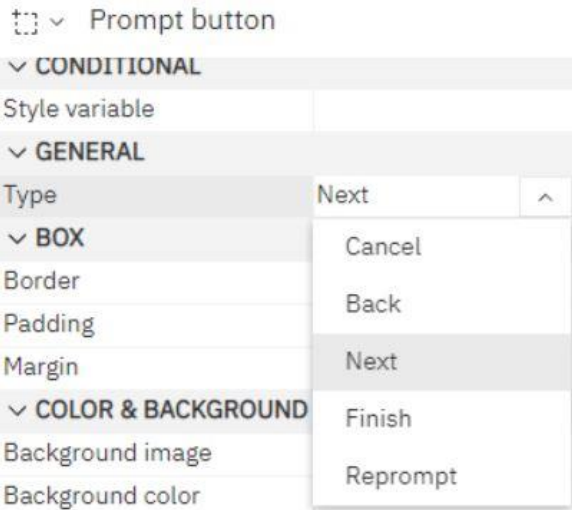 Prompt button
CONDITIONAL
Style variable
GENERAL
Type Next
BOX
Border
Padding
Margin
COLOR & BACKGROUND
Background image
Background color
Cancel
Back
Next
Finish
Reprompt